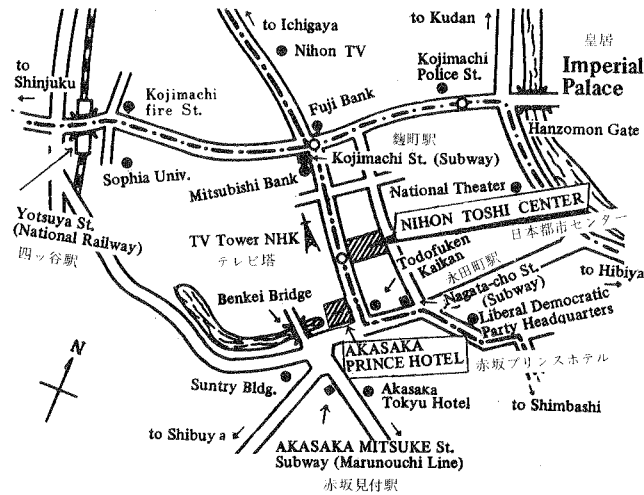 to Ichigaya
Nihon TV
to Kudan
皇居
Imperial
Palace
to
Shinjuku
Kojimachi
fire St.
Kojimachi
Police St.
Fuji Bank
Hanzomon Gate
麹町駅
Kojimachi St. (Subway)
Sophia Univ.
Mitsubishi Bank
National Theater
Yotsuya St.
(National Railway)
四ッ谷駅
NIHON TOSHI CENTER
日本都市センター
TV Tower NHK
テレビ塔
Todofuken
Kaikan
永田町駅
to Hibiya
Nagata-cho St.
(Subway)
Benkei Bridge
Liberal Democratic
Party Headquarters
N
AKASAKA
PRINCE HOTEL
赤坂プリンスホテル
Suntry Bldg.
Akasaka
Tokyu Hotel
to Shimbashi
to Shibuya
AKASAKA MITSUKE St.
Subway (Marunouchi Line)
赤坂見付駅